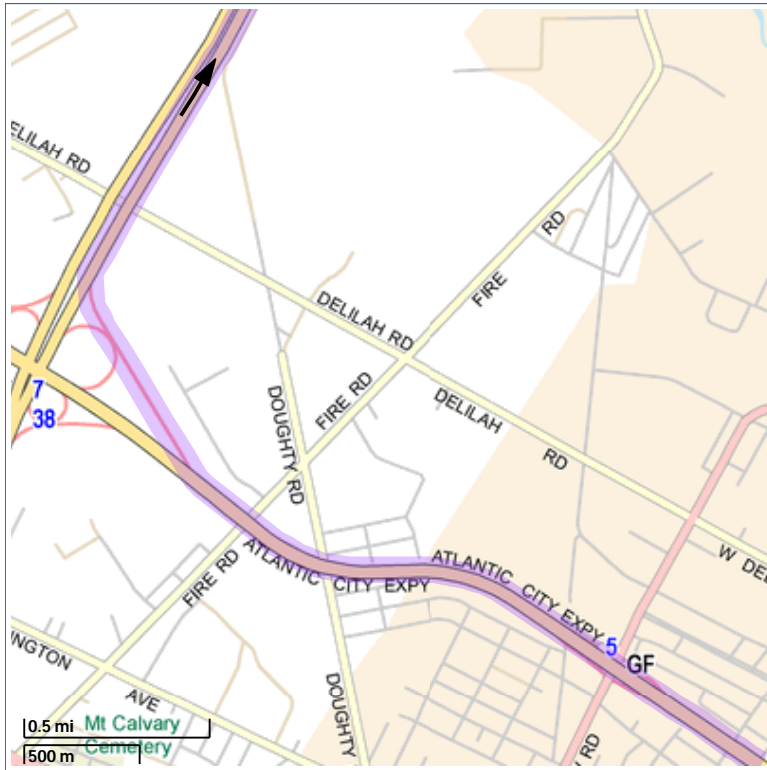 ELILAH RD
FIRE RD
DELILAH RD
FIRE RD
DELILAH RD
DOUGHTY RD
7
38
W DEL
ATLANTIC CITY EXPY
ATLANTIC CITY EXPY
FIRE RD
5
GF
INGTON AVE
DOUGHTY
RD
0.5 mi
500 m
Mt Calvary
Cemetery